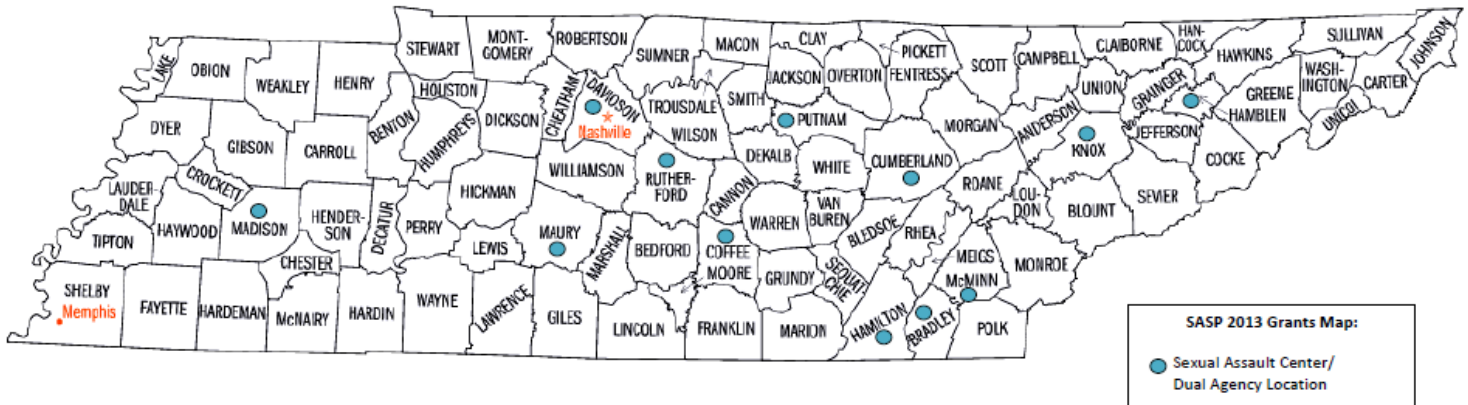 STEWART
MONT-
GOMERY
ROBERTSON
SUMNER
MACON
CLAY
PICKETT
SCOTT
CAMPBELL
CLAIBORNE
HAN-
COCK
HAWKINS
SULLIVAN
JOHNSON
LAKE
OBION
WEAKLEY
HENRY
HOUSTON
CHEATHAM
DAVIDSON
Nashville
TROUSDALE
WILSON
SMITH
JACKSON
OVERTON
FENTRESS
UNION
GRAINGER
HAMBLEN
GREENE
WASH-
INGTON
UNICOI
CARTER
DYER
GIBSON
CARROLL
BENTON
HUMPHREYS
DICKSON
WILLIAMSON
RUTHER-
FORD
CANNON
DEKALB
PUTNAM
WHITE
CUMBERLAND
MORGAN
ANDERSON
KNOX
JEFFERSON
COCKE
SEVIER
LAUDER-
DALE
CROCKETT
HAYWOOD
MADISON
HENDER-
SON
DECATUR
PERRY
HICKMAN
LEWIS
MAURY
MARSHALL
BEDFORD
COFFEE
MOORE
WARREN
VAN
BUREN
BLEDSOE
RHEA
ROANE
LOU-
DON
BLOUNT
TIPTON
CHESTER
GRUNDY
SEQUAT-
CHIE
MEIGS
McMINN
MONROE
SHELBY
Memphis
FAYETTE
HARDEMAN
McNAIRY
HARDIN
WAYNE
LAWRENCE
GILES
LINCOLN
FRANKLIN
MARION
HAMILTON
BRADLEY
POLK
SASP 2013 Grants Map:
Sexual Assault Center/
Dual Agency Location